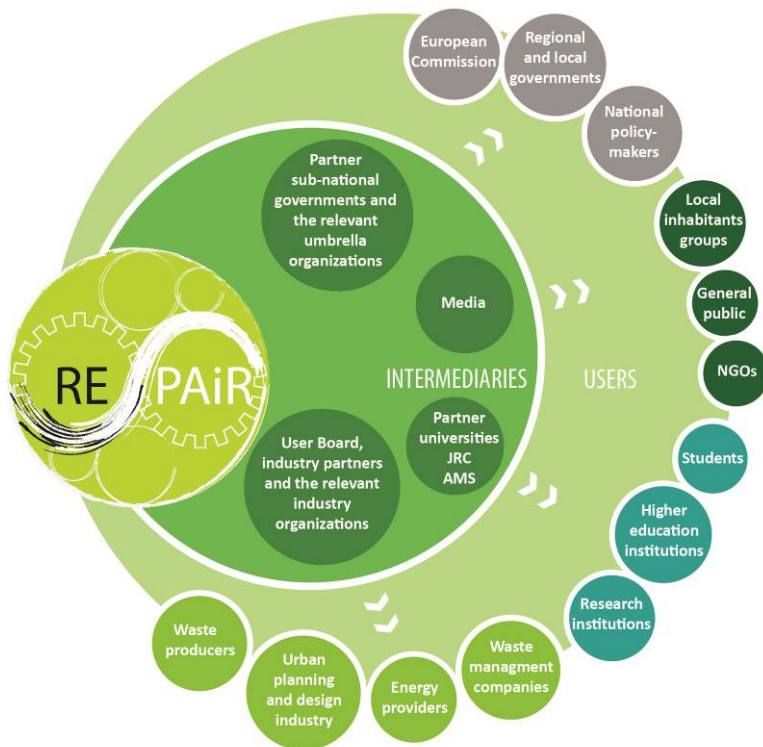 European
Commission
Regional
and local
governments
National
policy-
makers
Partner
sub-national
governments and
the relevant
umbrella
organizations
Local
inhabitants
groups
General
public
Media
RE
PAiR
INTERMEDIARIES
USERS
NGOs
User Board,
industry partners
and the relevant
industry
organizations
Partner
universities
JRC
AMS
Students
Higher
education
institutions
Research
institutions
Waste
producers
Urban
planning
and design
industry
Energy
providers
Waste
managment
companies